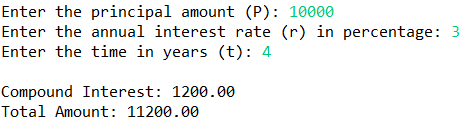 Enter the principal amount (P): 10000
Enter the annual interest rate (r) in percentage: 3
Enter the time in years (t): 4
Compound Interest: 1200.00
Total Amount: 11200.00